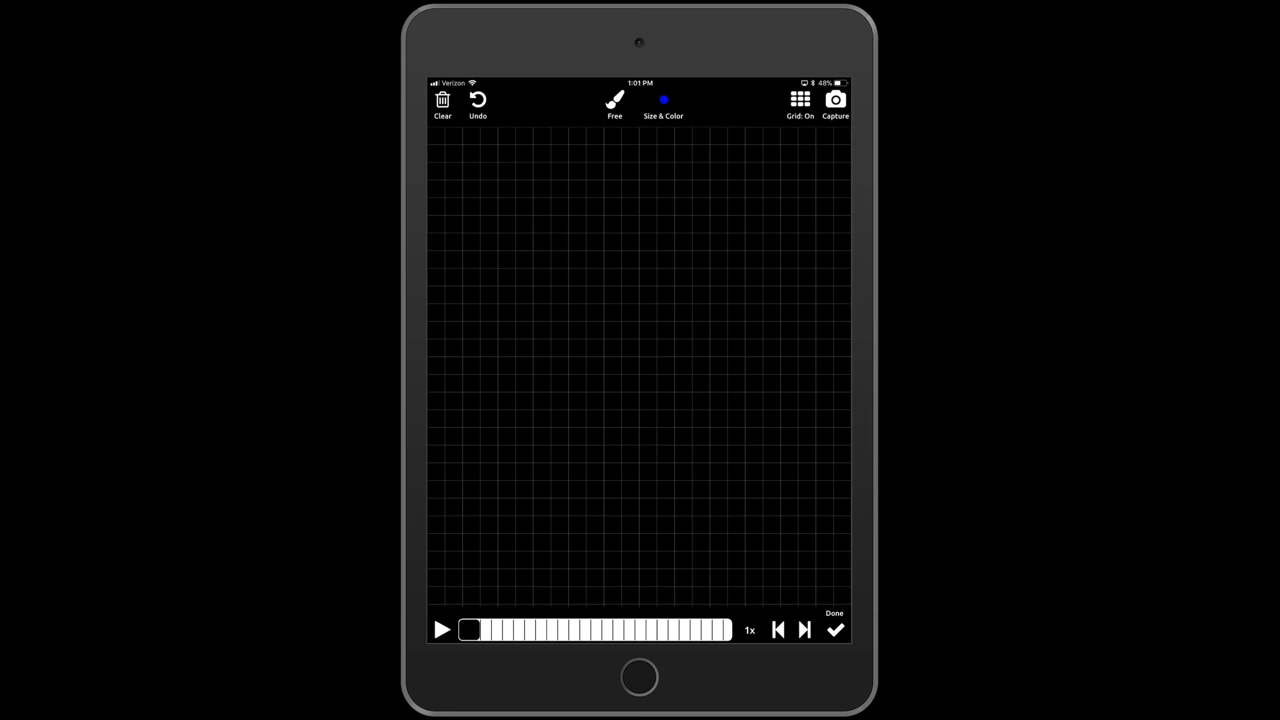 Verizon 1:01 PM 48%
Clear Undo Free Size & Color Grid: On Capture
Done
1x